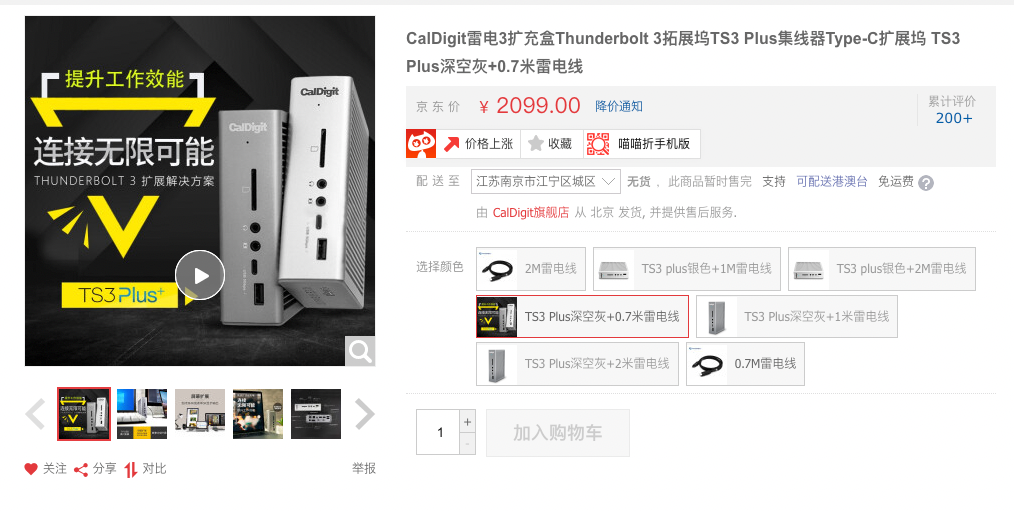 CalDigit雷电3扩充盒Thunderbolt 3拓展坞TS3 Plus集线器Type-C扩展坞 TS3
Plus深空灰+0.7米雷电线
提升工作效能
连接无限可能
THUNDERBOLT 3 扩展解决方案
TS3Plus+
CalDigit
CalDigit
京东价 ¥ 2099.00 降价通知
累计评价
200+
价格上涨 收藏 喵喵折手机版
配送至 江苏南京市江宁区城区 无货 ，此商品暂时售完 支持 可配送港澳台 免运费 ?
由 CalDigit旗舰店 从 北京 发货, 并提供售后服务.
选择颜色 2M雷电线 TS3 plus银色+1M雷电线 TS3 plus银色+2M雷电线
TS3 Plus深空灰+0.7米雷电线 TS3 Plus深空灰+1米雷电线
TS3 Plus深空灰+2米雷电线 0.7M雷电线
1 + - 加入购物车
关注 分享 对比 举报